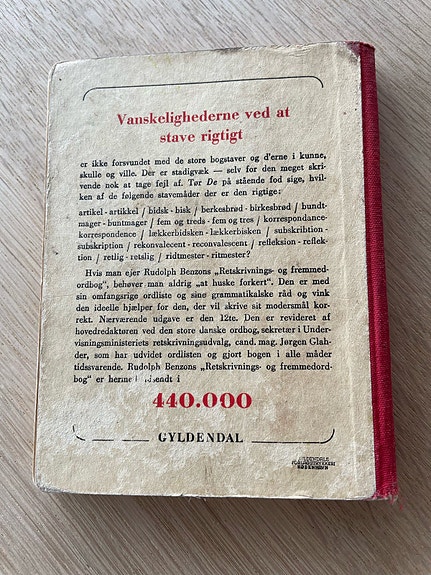 Vanskelighederne ved at
stave rigtigt
er ikke forsvundet med de store bogstaver og d'erne i kunne,
skulle og ville. Der er stadigvæk — selv for den meget skri-
vende nok at tage fejl af. Tør De på stående fod sige, hvil-
ken af de følgende stavemåder der er den rigtige:
artikel - artikkel / bidsk - bisk / berkesbrød - birkesbrød / bundt-
mager - buntmager / fem og treds - fem og tres / korrespondance-
korrespondence / lækkerbidsken - lækkerbisken / subskribtion -
subskription / rekonvalecent - reconvalescent / refleksion - reflek-
tion / retlig - retslig / ridtmester - ritmester?
Hvis man ejer Rudolph Benzons „Retskrivnings- og fremmed-
ordbog“, behøver man aldrig „at huske forkert“. Den er med
sin omfangsrige ordliste og sine grammatikalske råd og vink
den ideelle hjælper for den, der vil skrive sit modersmål kor-
rekt. Nærværende udgave er den 12te. Den er revideret af
hovedredaktøren ved den store danske ordbog, sekretær i Under-
visningsministeriets retskrivningsudvalg, cand. mag. Jørgen Glah-
der, som har udvidet ordlisten og gjort bogen i alle måder
tidssvarende. Rudolph Benzons „Retskrivnings- og fremmedord-
bog“ er herme udsendt i
440.000
GYLDENDAL
GYLDENDALS
FORLAGSTRYKKERI
KØBENHAVN